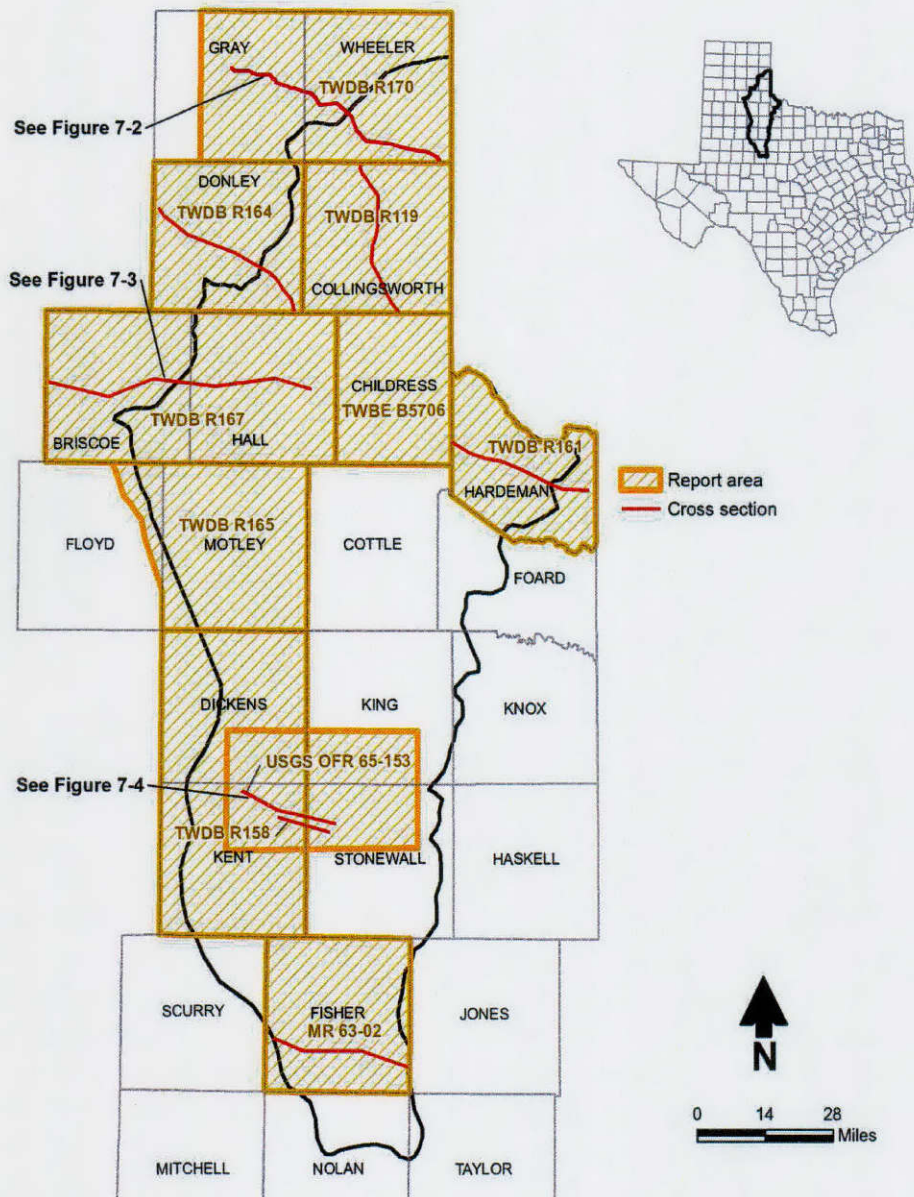 GRAY
WHEELER
TWDB R170
See Figure 7-2
DONLEY
TWDB R164
TWDB R119
See Figure 7-3
COLLINGSWORTH
CHILDRESS
TWBE B5706
TWDB R167
HALL
BRISCOE
TWDB R161
HARDEMAN
Report area
Cross section
TWDB R165
MOTLEY
FLOYD
COTTLE
FOARD
DICKENS
KING
KNOX
USGS OFR 65-153
See Figure 7-4
TWDB R158
KENT
STONEWALL
HASKELL
SCURRY
FISHER
MR 63-02
JONES
N
0 14 28
Miles
MITCHELL
NOLAN
TAYLOR